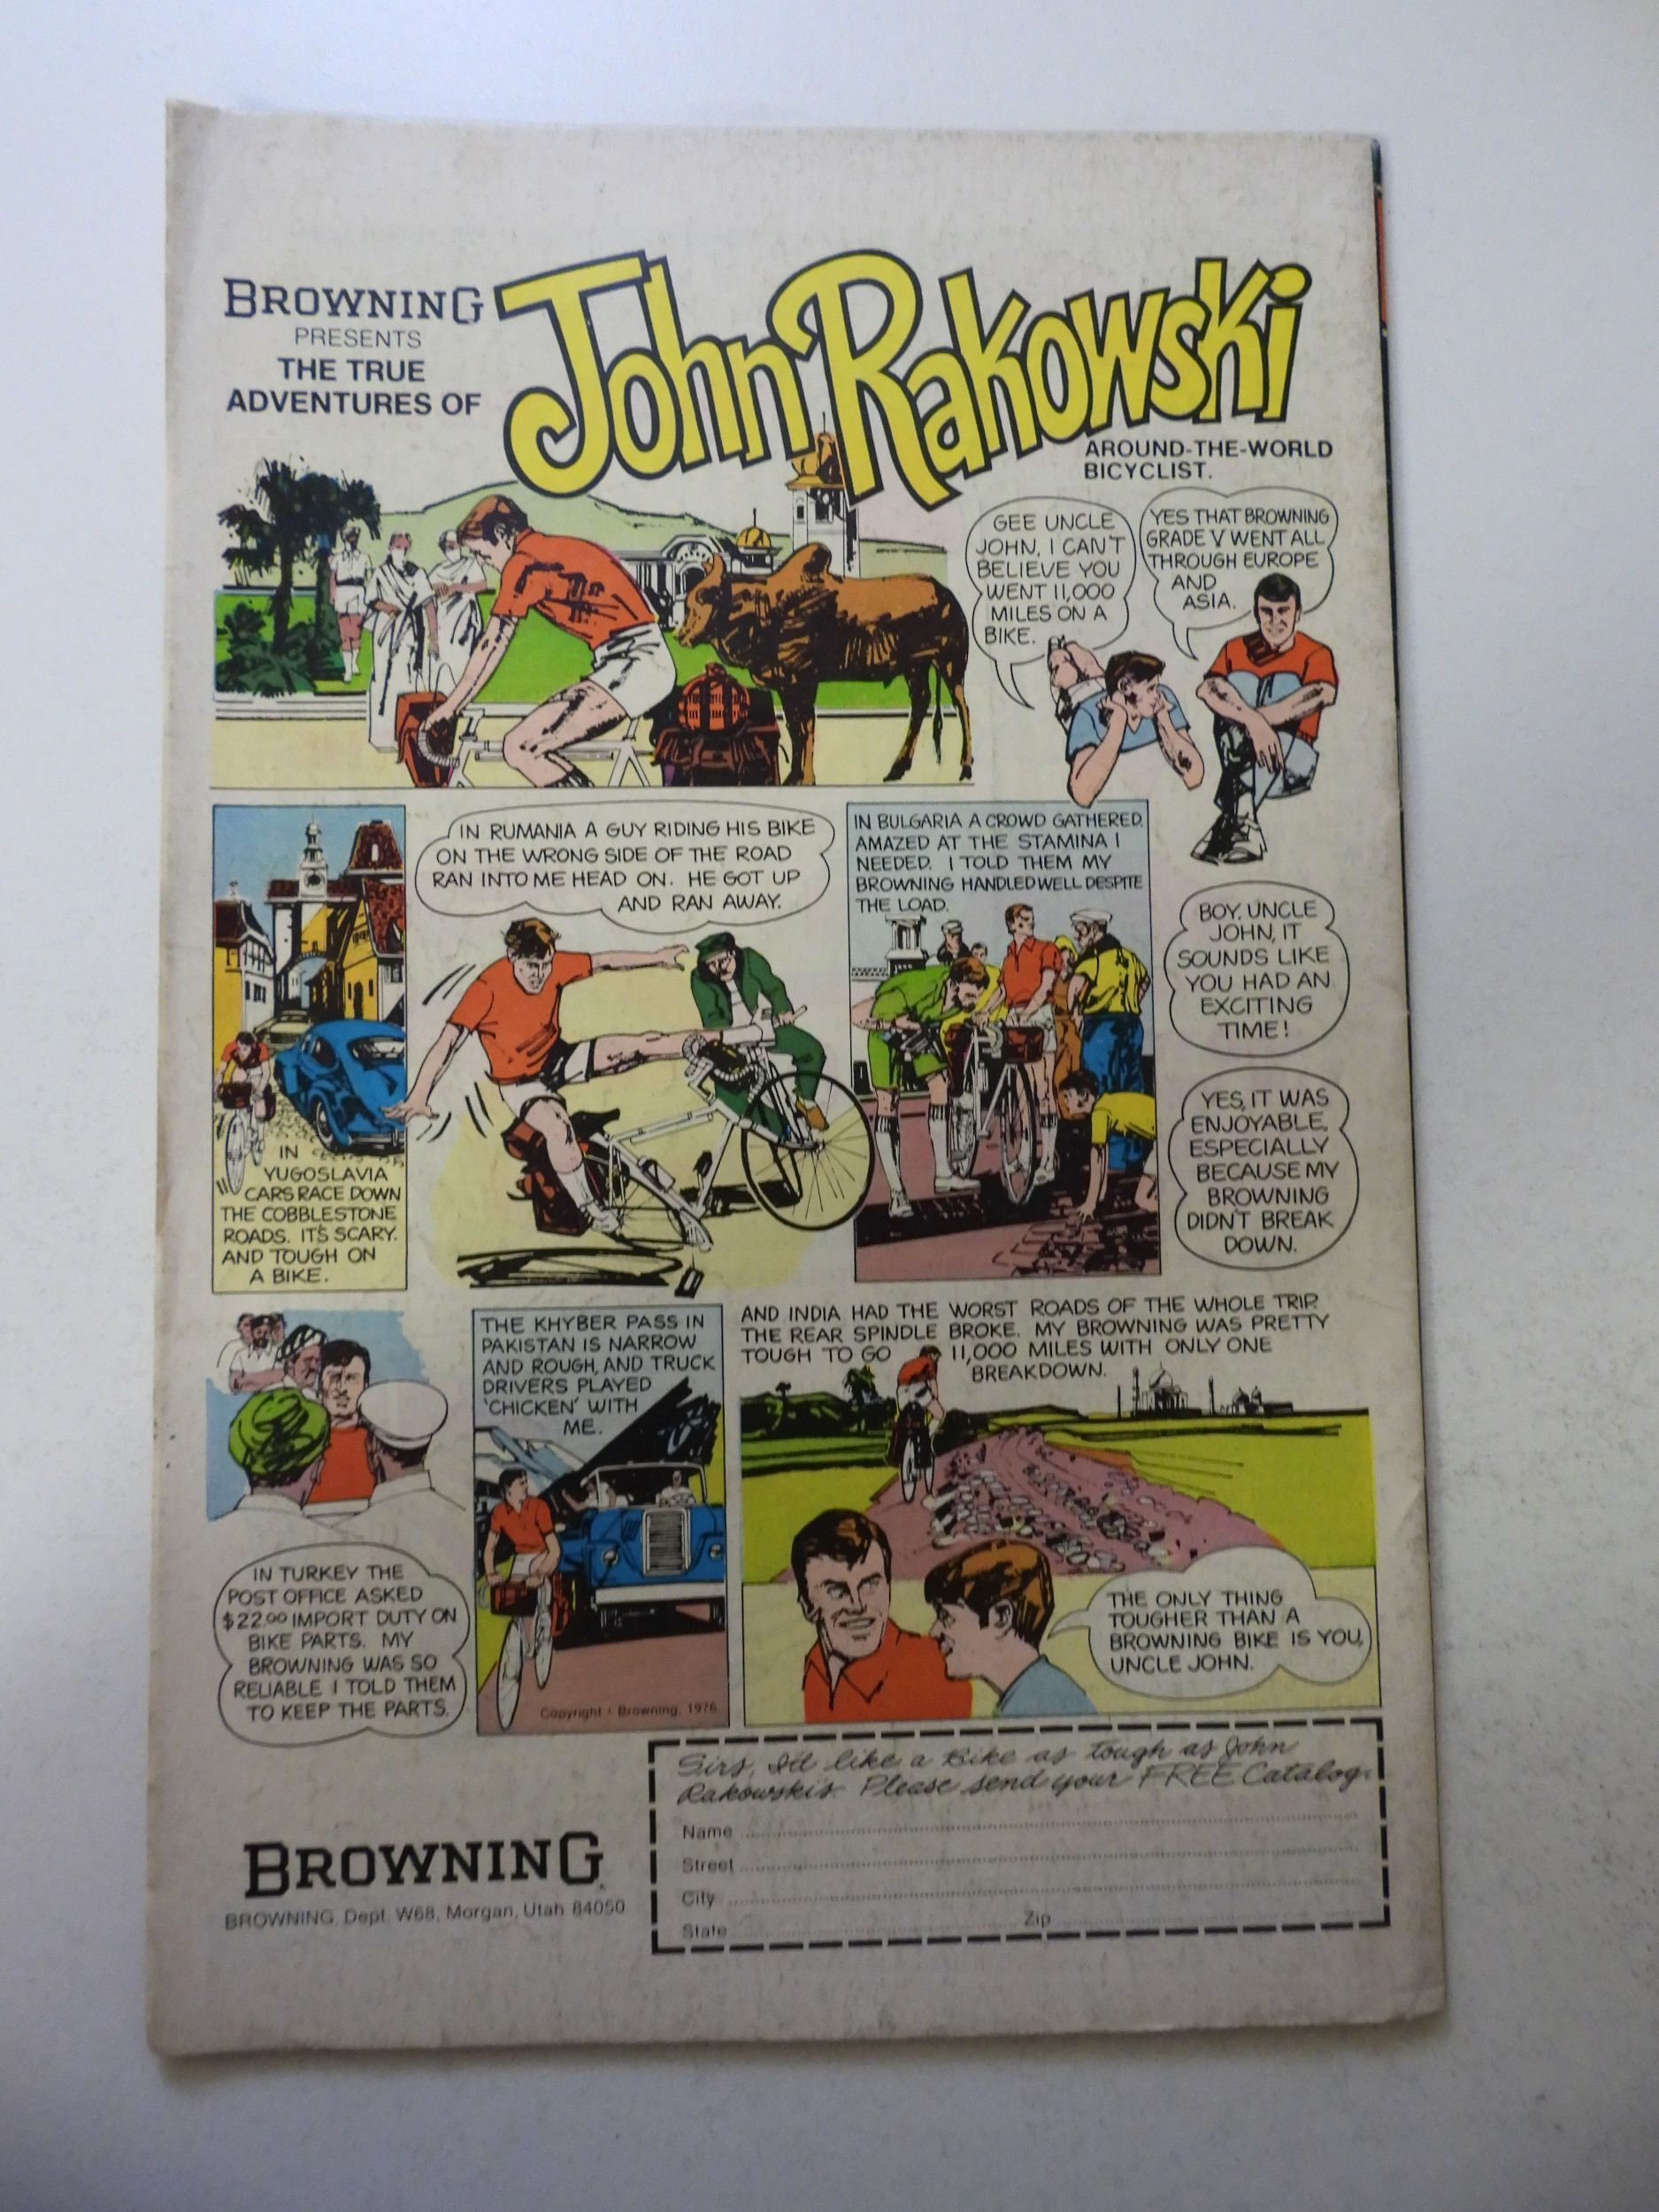 BROWNING
PRESENTS
THE TRUE
ADVENTURES OF
John Rakowski
AROUND-THE-WORLD
BICYCLIST.
GEE UNCLE
JOHN, I CAN'T
BELIEVE YOU
WENT 11,000
MILES ON A
BIKE.
YES THAT BROWNING
GRADE V WENT ALL
THROUGH EUROPE
AND
ASIA.
IN
YUGOSLAVIA
CARS RACE DOWN
THE COBBLESTONE
ROADS. IT'S SCARY.
AND TOUGH ON
A BIKE.
IN RUMANIA A GUY RIDING HIS BIKE
ON THE WRONG SIDE OF THE ROAD
RAN INTO ME HEAD ON. HE GOT UP
AND RAN AWAY.
IN BULGARIA A CROWD GATHERED,
AMAZED AT THE STAMINA I
NEEDED. I TOLD THEM MY
BROWNING HANDLED WELL DESPITE
THE LOAD.
BOY, UNCLE
JOHN, IT
SOUNDS LIKE
YOU HAD AN
EXCITING
TIME!
YES, IT WAS
ENJOYABLE,
ESPECIALLY
BECAUSE MY
BROWNING
DIDN'T BREAK
DOWN.
IN TURKEY THE
POST OFFICE ASKED
$22.00 IMPORT DUTY ON
BIKE PARTS. MY
BROWNING WAS SO
RELIABLE I TOLD THEM
TO KEEP THE PARTS.
THE KHYBER PASS IN
PAKISTAN IS NARROW
AND ROUGH, AND TRUCK
DRIVERS PLAYED
'CHICKEN' WITH
ME.
Copyright • Browning, 1976
AND INDIA HAD THE WORST ROADS OF THE WHOLE TRIP.
THE REAR SPINDLE BROKE. MY BROWNING WAS PRETTY
TOUGH TO GO 11,000 MILES WITH ONLY ONE
BREAKDOWN.
THE ONLY THING
TOUGHER THAN A
BROWNING BIKE IS YOU,
UNCLE JOHN.
Sirs, I'd like a Bike as tough as John
Rakowski's. Please send your FREE Catalog.
Name
Street
City
State Zip
BROWNING
BROWNING, Dept. W68, Morgan, Utah 84050